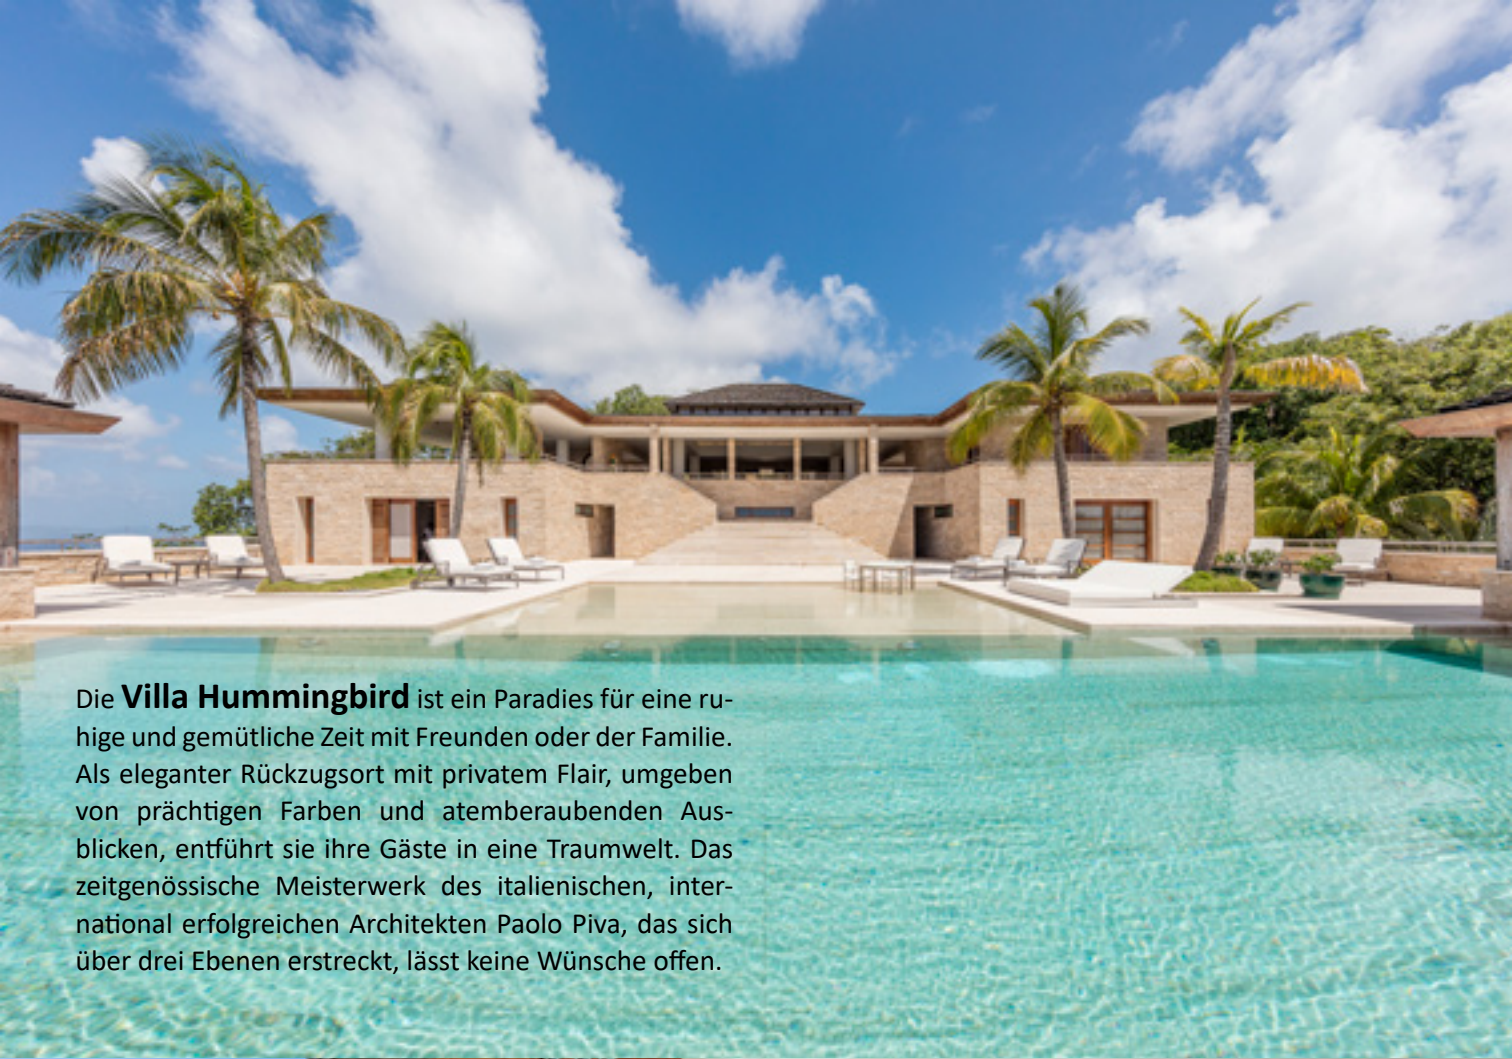 Die Villa Hummingbird ist ein Paradies für eine ru-
hige und gemütliche Zeit mit Freunden oder der Familie.
Als eleganter Rückzugsort mit privatem Flair, umgeben
von prächtigen Farben und atemberaubenden Aus-
blicken, entführt sie ihre Gäste in eine Traumwelt. Das
zeitgenössische Meisterwerk des italienischen, inter-
national erfolgreichen Architekten Paolo Piva, das sich
über drei Ebenen erstreckt, lässt keine Wünsche offen.